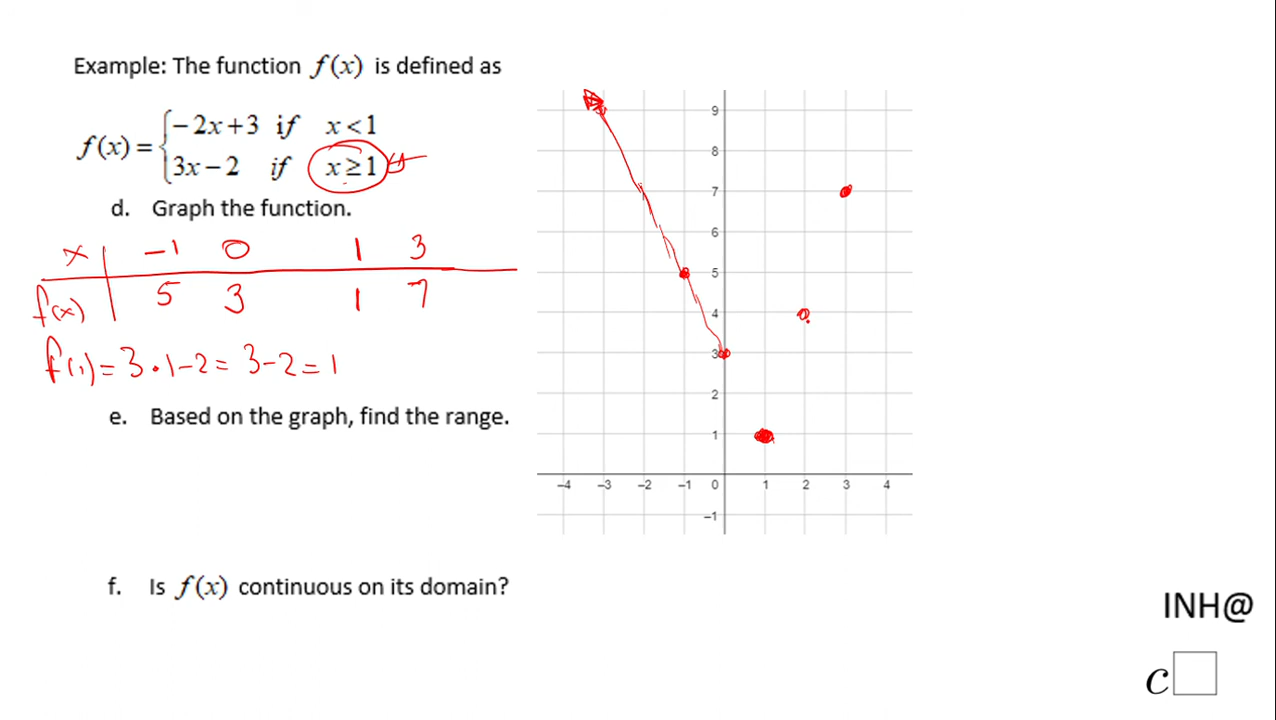 Example: The function f(x) is defined as
f(x) = { −2x+3 if x<1
3x−2 if x≥1
d. Graph the function.
x | −1 0 1 3
f(x) | 5 3 1 7
f(1) = 3·1−2 = 3−2 = 1
e. Based on the graph, find the range.
f. Is f(x) continuous on its domain?
9
8
7
6
5
4
3
2
1
−4 −3 −2 −1 0 1 2 3 4
−1
INH@
c